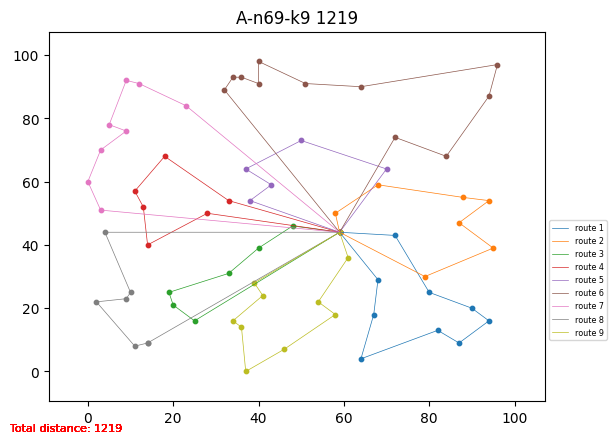 A-n69-k9 1219
100
80
60
40
20
0
0 20 40 60 80 100
route 1
route 2
route 3
route 4
route 5
route 6
route 7
route 8
route 9
Total distance: 1219